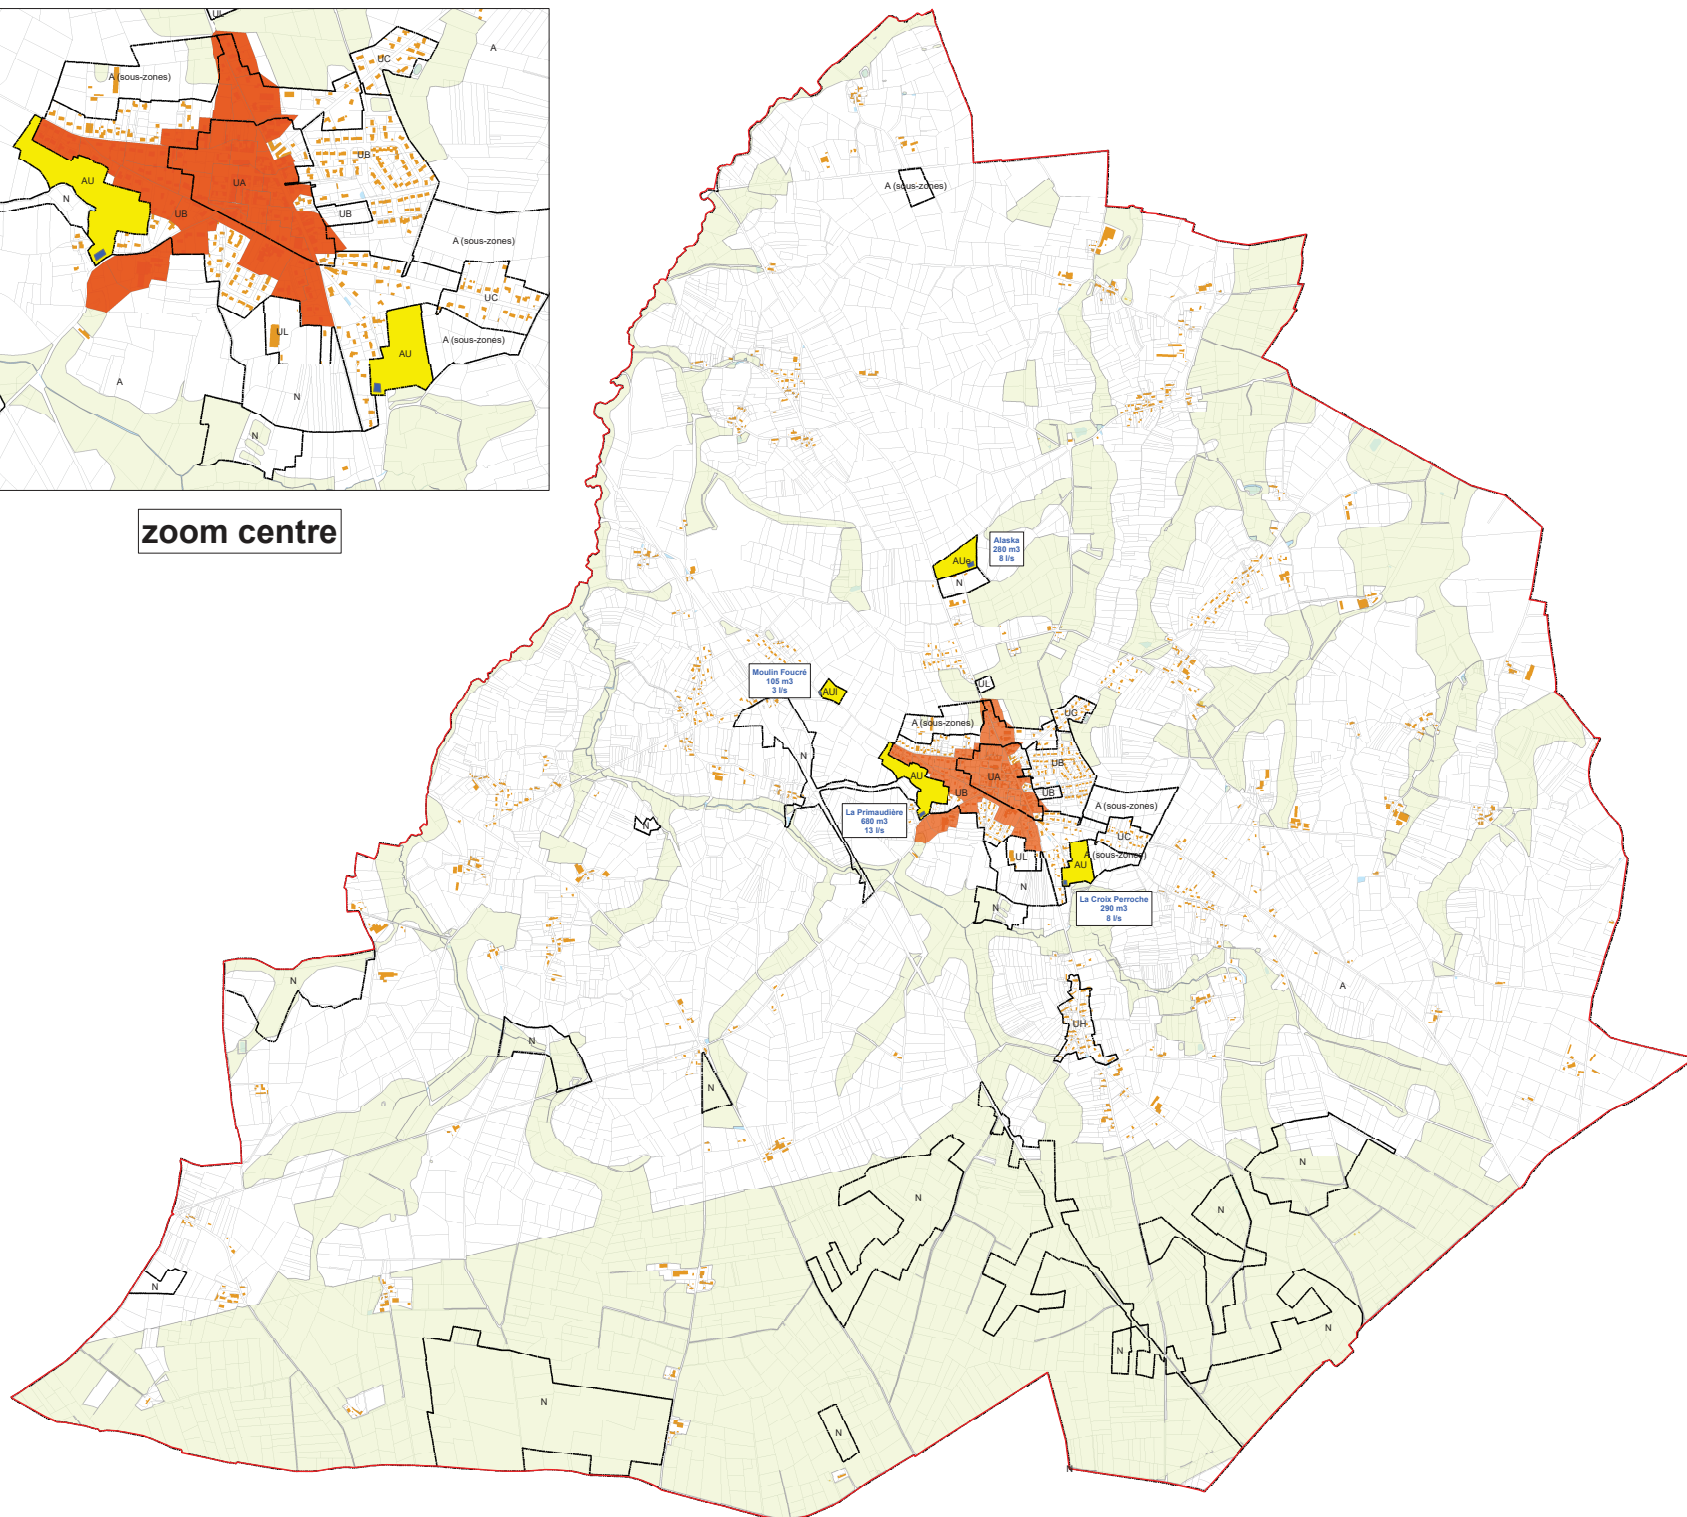 UL
A
UC
A (sous-zones)
UB
AU
UA
N
UB
UB
A (sous-zones)
UC
UL
A (sous-zones)
AU
A
N
N
zoom centre
A (sous-zones)
Alaska
280 m3
8 l/s
AUe
N
Moulin Foucré
105 m3
3 l/s
AUl
UL
UC
A (sous-zones)
N
UB
AU
UA
UB
UB
A (sous-zones)
La Primaudière
680 m3
13 l/s
N
UC
UL
A (sous-zones)
AU
N
La Croix Perroche
290 m3
8 l/s
N
N
A
UH
N
N
N
N
N
N
N
N
N
N
N
N